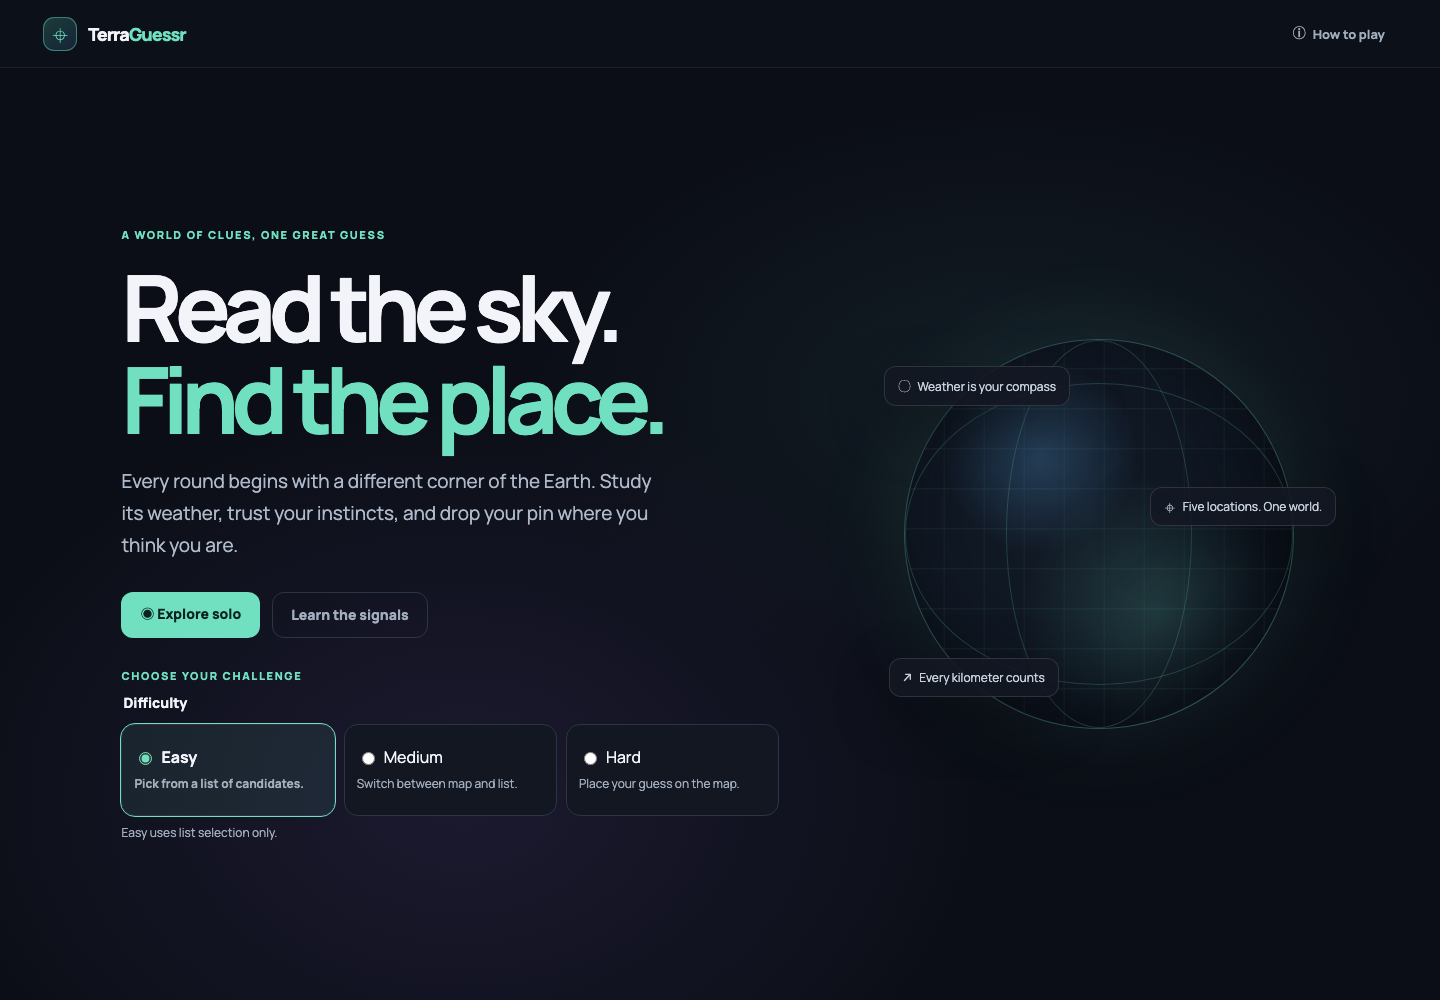 TerraGuessr
How to play
A WORLD OF CLUES, ONE GREAT GUESS
Read the sky.
Find the place.
Every round begins with a different corner of the Earth. Study
its weather, trust your instincts, and drop your pin where you
think you are.
Explore solo
Learn the signals
CHOOSE YOUR CHALLENGE
Difficulty
Easy
Pick from a list of candidates.
Medium
Switch between map and list.
Hard
Place your guess on the map.
Easy uses list selection only.
Weather is your compass
Five locations. One world.
Every kilometer counts